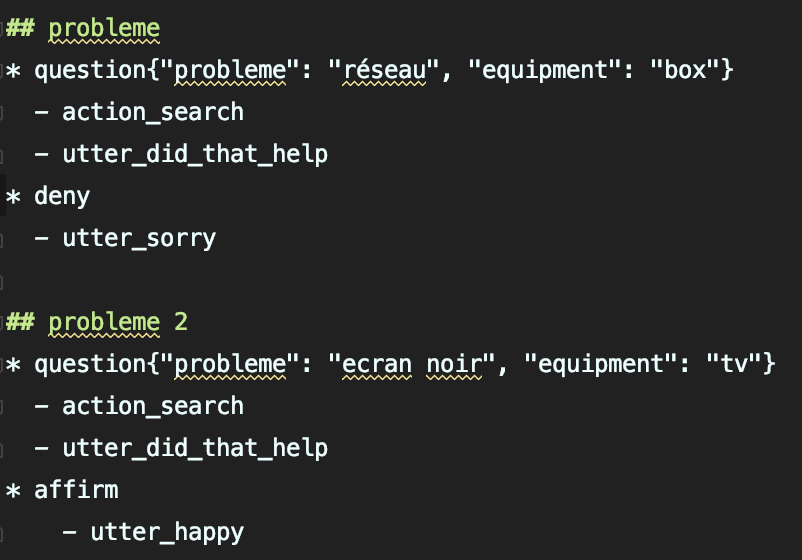 ## probleme
* question{"probleme": "réseau", "equipment": "box"}
  - action_search
  - utter_did_that_help
* deny
  - utter_sorry

## probleme 2
* question{"probleme": "ecran noir", "equipment": "tv"}
  - action_search
  - utter_did_that_help
* affirm
    - utter_happy